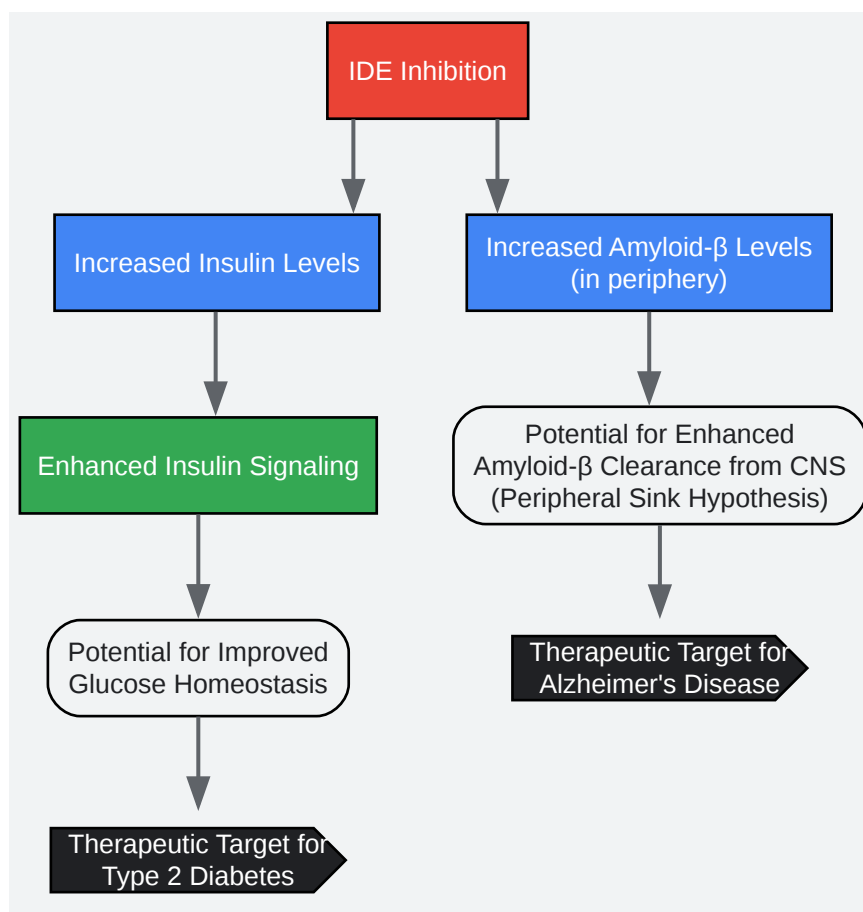 IDE Inhibition
Increased Insulin Levels
Increased Amyloid-β Levels
(in periphery)
Enhanced Insulin Signaling
Potential for Enhanced
Amyloid-β Clearance from CNS
(Peripheral Sink Hypothesis)
Potential for Improved
Glucose Homeostasis
Therapeutic Target for
Alzheimer's Disease
Therapeutic Target for
Type 2 Diabetes